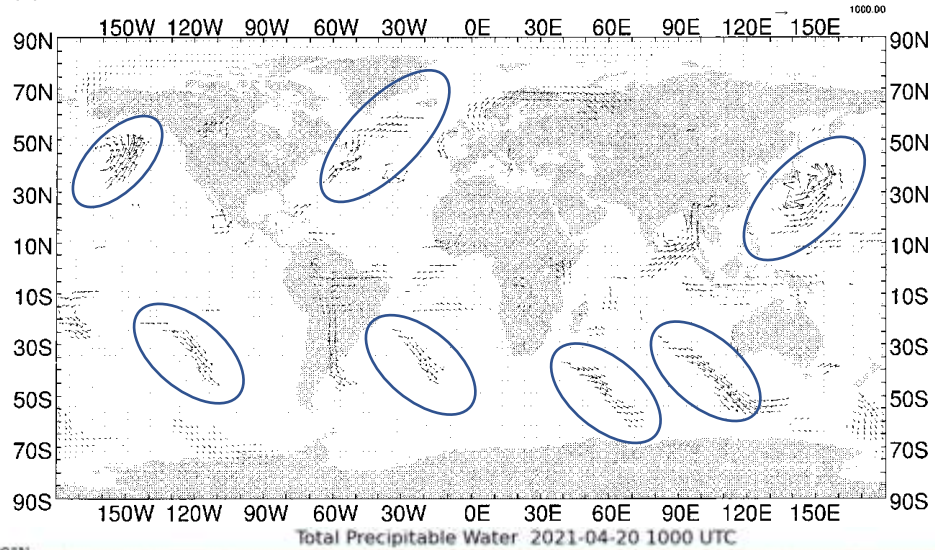 1000.00
150W 120W 90W 60W 30W 0E 30E 60E 90E 120E 150E
90N 90N
70N 70N
50N 50N
30N 30N
10N 10N
10S 10S
30S 30S
50S 50S
70S 70S
90S 90S
150W 120W 90W 60W 30W 0E 30E 60E 90E 120E 150E
Total Precipitable Water 2021-04-20 1000 UTC